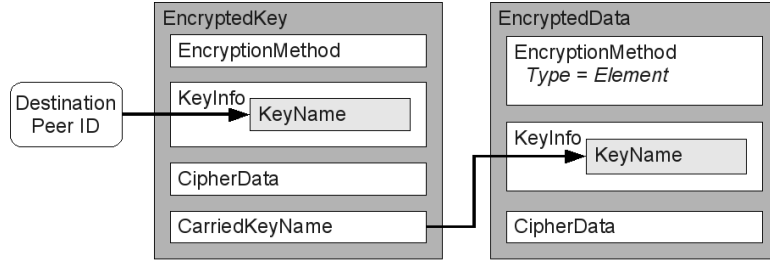 EncryptedKey
EncryptionMethod
Destination
Peer ID
KeyInfo
KeyName
CipherData
CarriedKeyName
EncryptedData
EncryptionMethod
Type = Element
KeyInfo
KeyName
CipherData